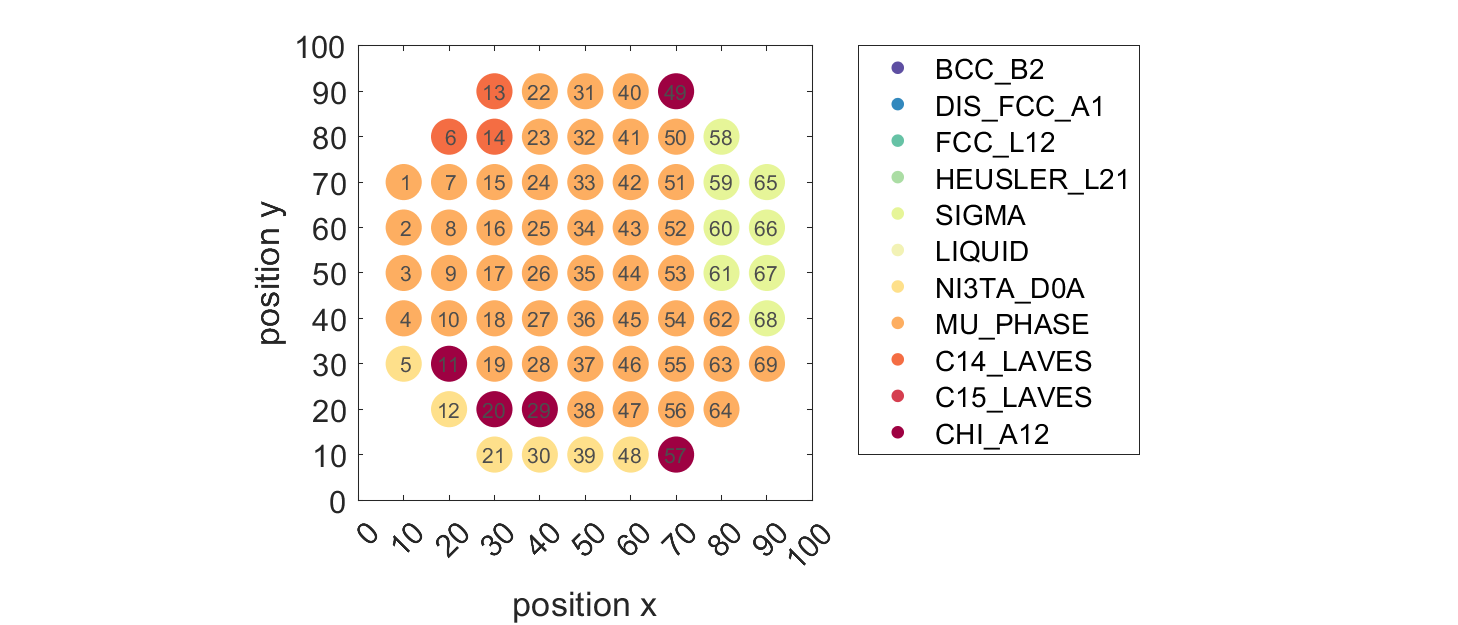 100
90
80
70
60
50
40
30
20
10
0
position y
13 22 31 40 49
6 14 23 32 41 50 58
1 7 15 24 33 42 51 59 65
2 8 16 25 34 43 52 60 66
3 9 17 26 35 44 53 61 67
4 10 18 27 36 45 54 62 68
5 11 19 28 37 46 55 63 69
12 20 29 38 47 56 64
21 30 39 48 57
0 10 20 30 40 50 60 70 80 90 100
position x
BCC_B2
DIS_FCC_A1
FCC_L12
HEUSLER_L21
SIGMA
LIQUID
NI3TA_D0A
MU_PHASE
C14_LAVES
C15_LAVES
CHI_A12